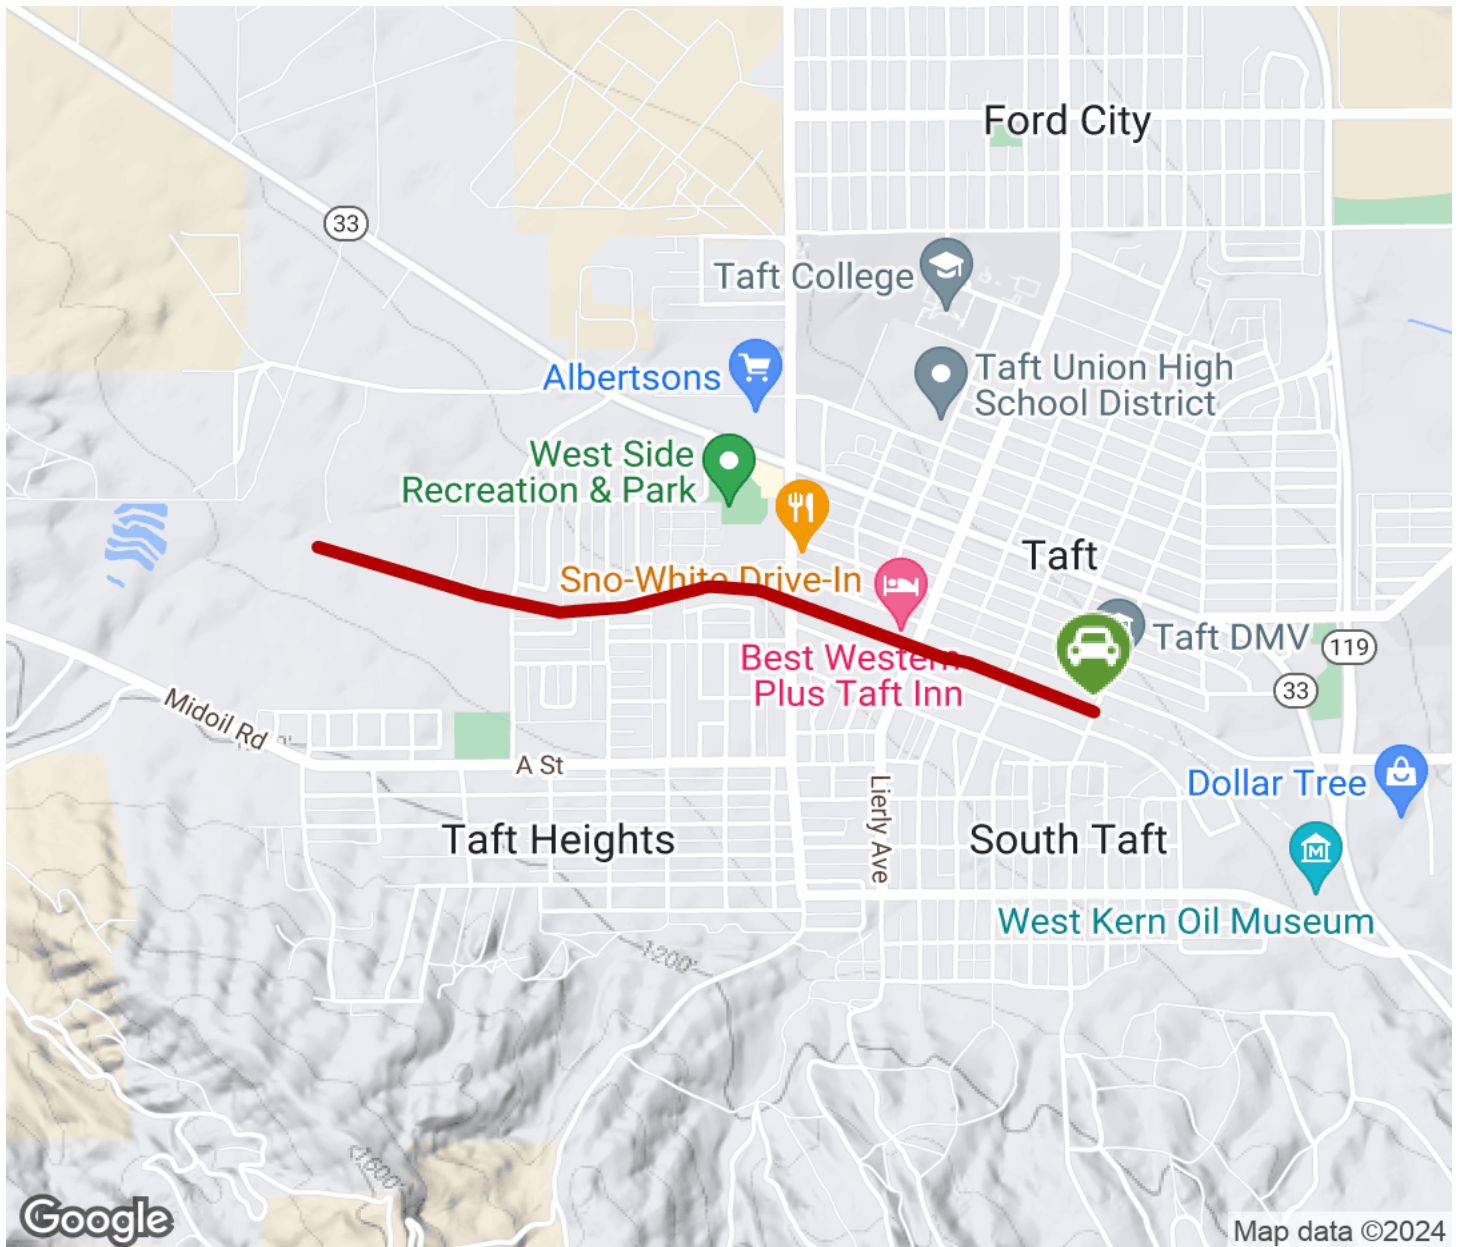 Ford City
33
Taft College
Albertsons
Taft Union High
School District
West Side
Recreation & Park
Taft
Sno-White Drive-In
Taft DMV
119
33
Best Western
Plus Taft Inn
Midoil Rd
A St
Dollar Tree
Lierly Ave
Taft Heights
South Taft
West Kern Oil Museum
1200'
1600'
Google
Map data ©2024